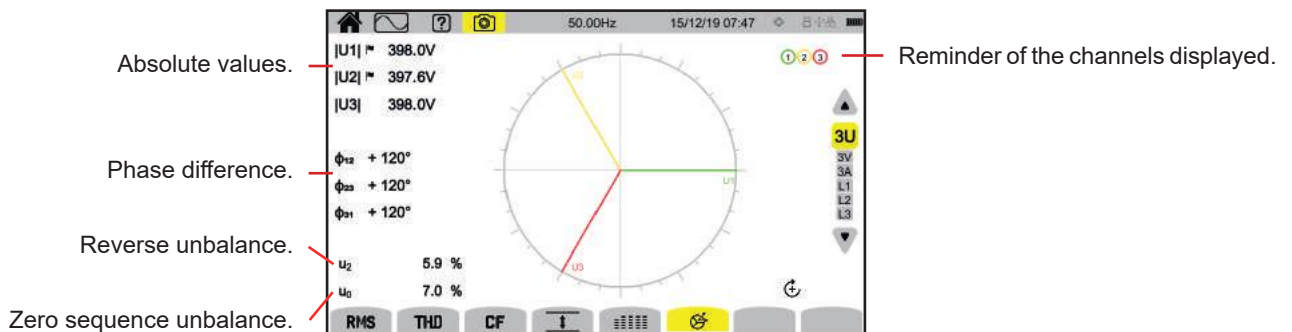 50.00Hz 15/12/19 07:47
|U1| 398.0V
Absolute values.
|U2| 397.6V
|U3| 398.0V
U2
1 2 3
Reminder of the channels displayed.
3U
3V
3A
L1
L2
L3
Phase difference.
ϕ12 + 120°
ϕ23 + 120°
ϕ31 + 120°
U1
U3
Reverse unbalance.
u2 5.9 %
Zero sequence unbalance.
u0 7.0 %
RMS THD CF